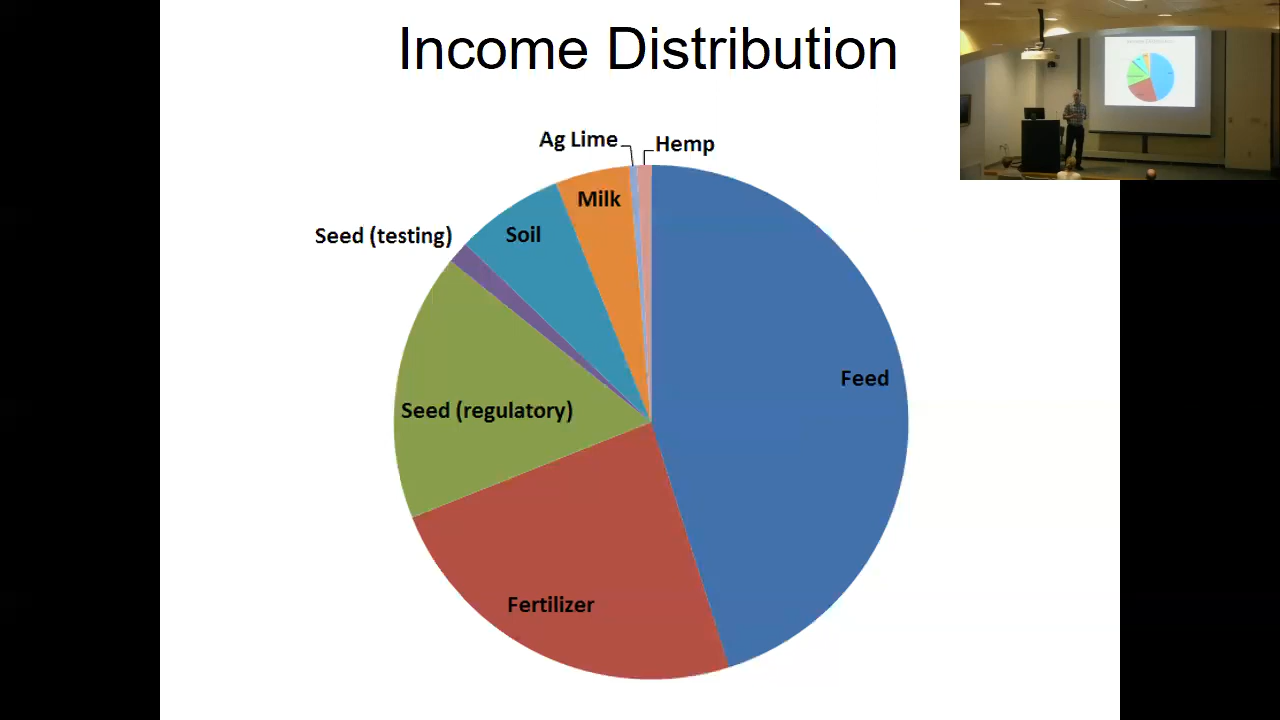 Income Distribution
Ag Lime
Hemp
Milk
Soil
Seed (testing)
Feed
Seed (regulatory)
Fertilizer